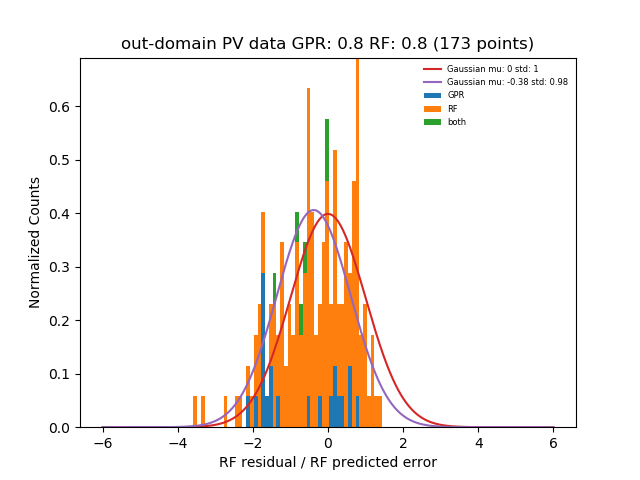 out-domain PV data GPR: 0.8 RF: 0.8 (173 points)
Gaussian mu: 0 std: 1
Gaussian mu: -0.38 std: 0.98
GPR
RF
both
Normalized Counts
0.6
0.5
0.4
0.3
0.2
0.1
0.0
−6 −4 −2 0 2 4 6
RF residual / RF predicted error